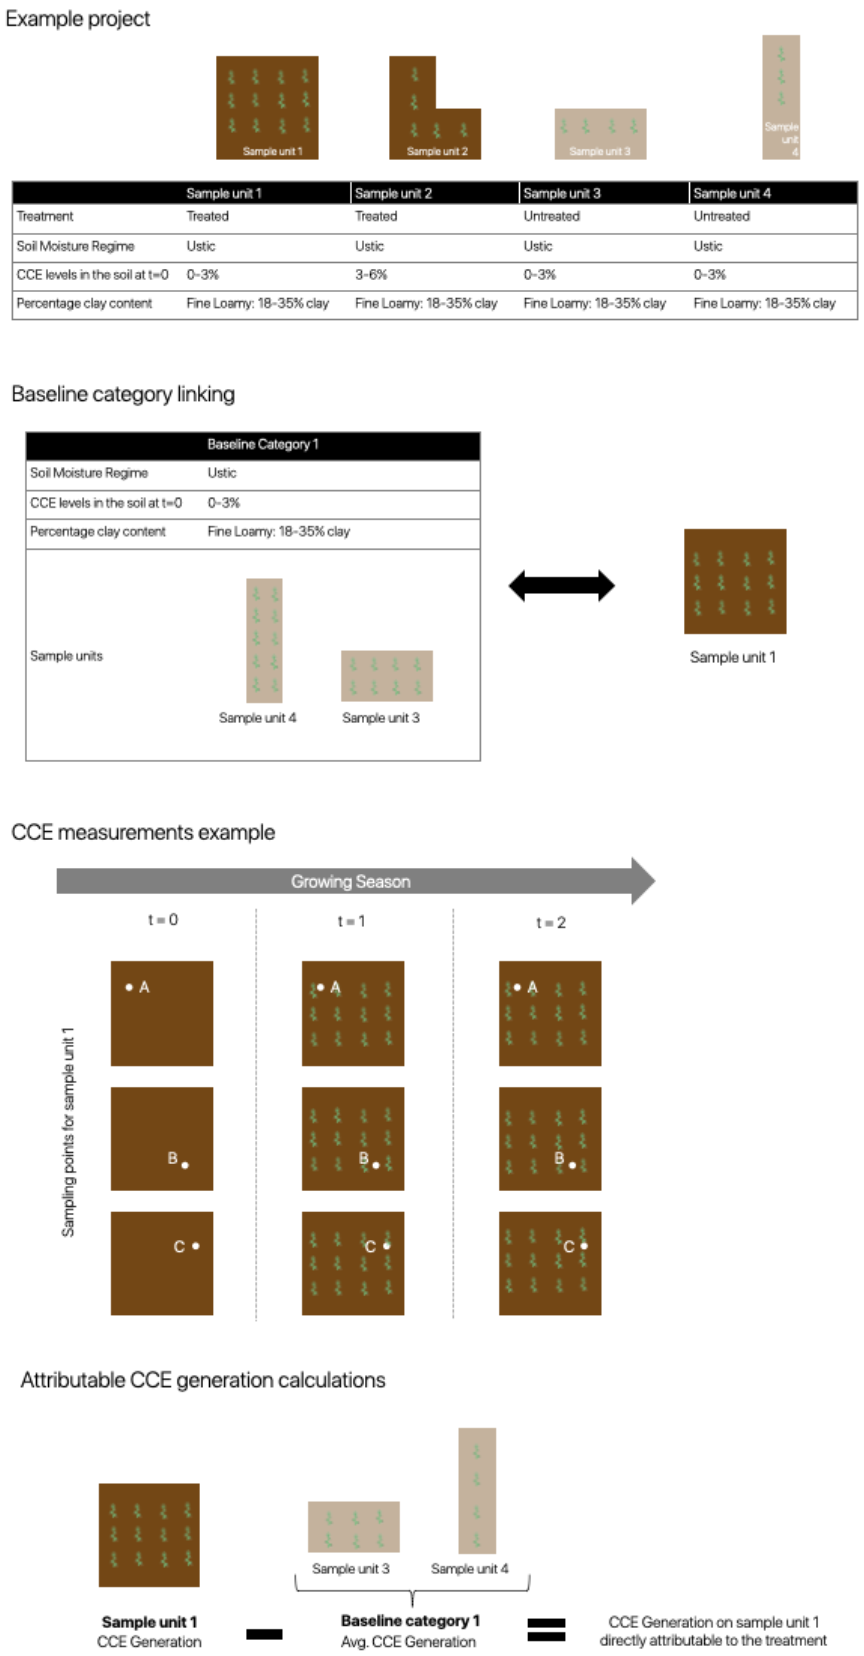 Example project
Sample unit 1
Sample unit 2
Sample unit 3
Sample
unit
4
Sample unit 1 Sample unit 2 Sample unit 3 Sample unit 4
Treatment Treated Treated Untreated Untreated
Soil Moisture Regime Ustic Ustic Ustic Ustic
CCE levels in the soil at t=0 0-3% 3-6% 0-3% 0-3%
Percentage clay content Fine Loamy: 18-35% clay Fine Loamy: 18-35% clay Fine Loamy: 18-35% clay Fine Loamy: 18-35% clay
Baseline category linking
Baseline Category 1
Soil Moisture Regime Ustic
CCE levels in the soil at t=0 0-3%
Percentage clay content Fine Loamy: 18-35% clay
Sample units
Sample unit 4 Sample unit 3
Sample unit 1
CCE measurements example
Growing Season
t = 0 t = 1 t = 2
Sampling points for sample unit 1
A A A
B B B
C C C
Attributable CCE generation calculations
Sample unit 3 Sample unit 4
Sample unit 1
CCE Generation
Baseline category 1
Avg. CCE Generation
CCE Generation on sample unit 1
directly attributable to the treatment